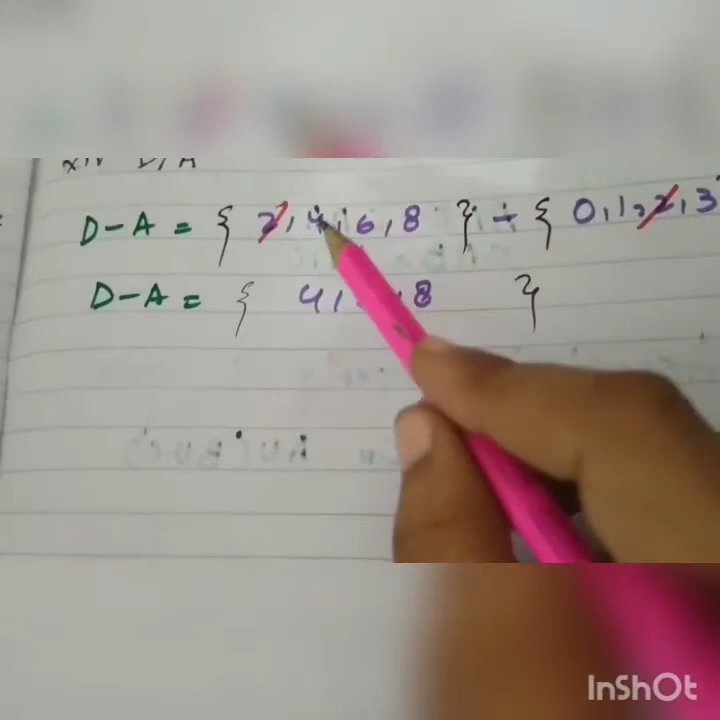 D-A = { 2, 4, 6, 8 } ÷ { 0, 1, 2, 3
D-A = { 4, 8 }
InShOt